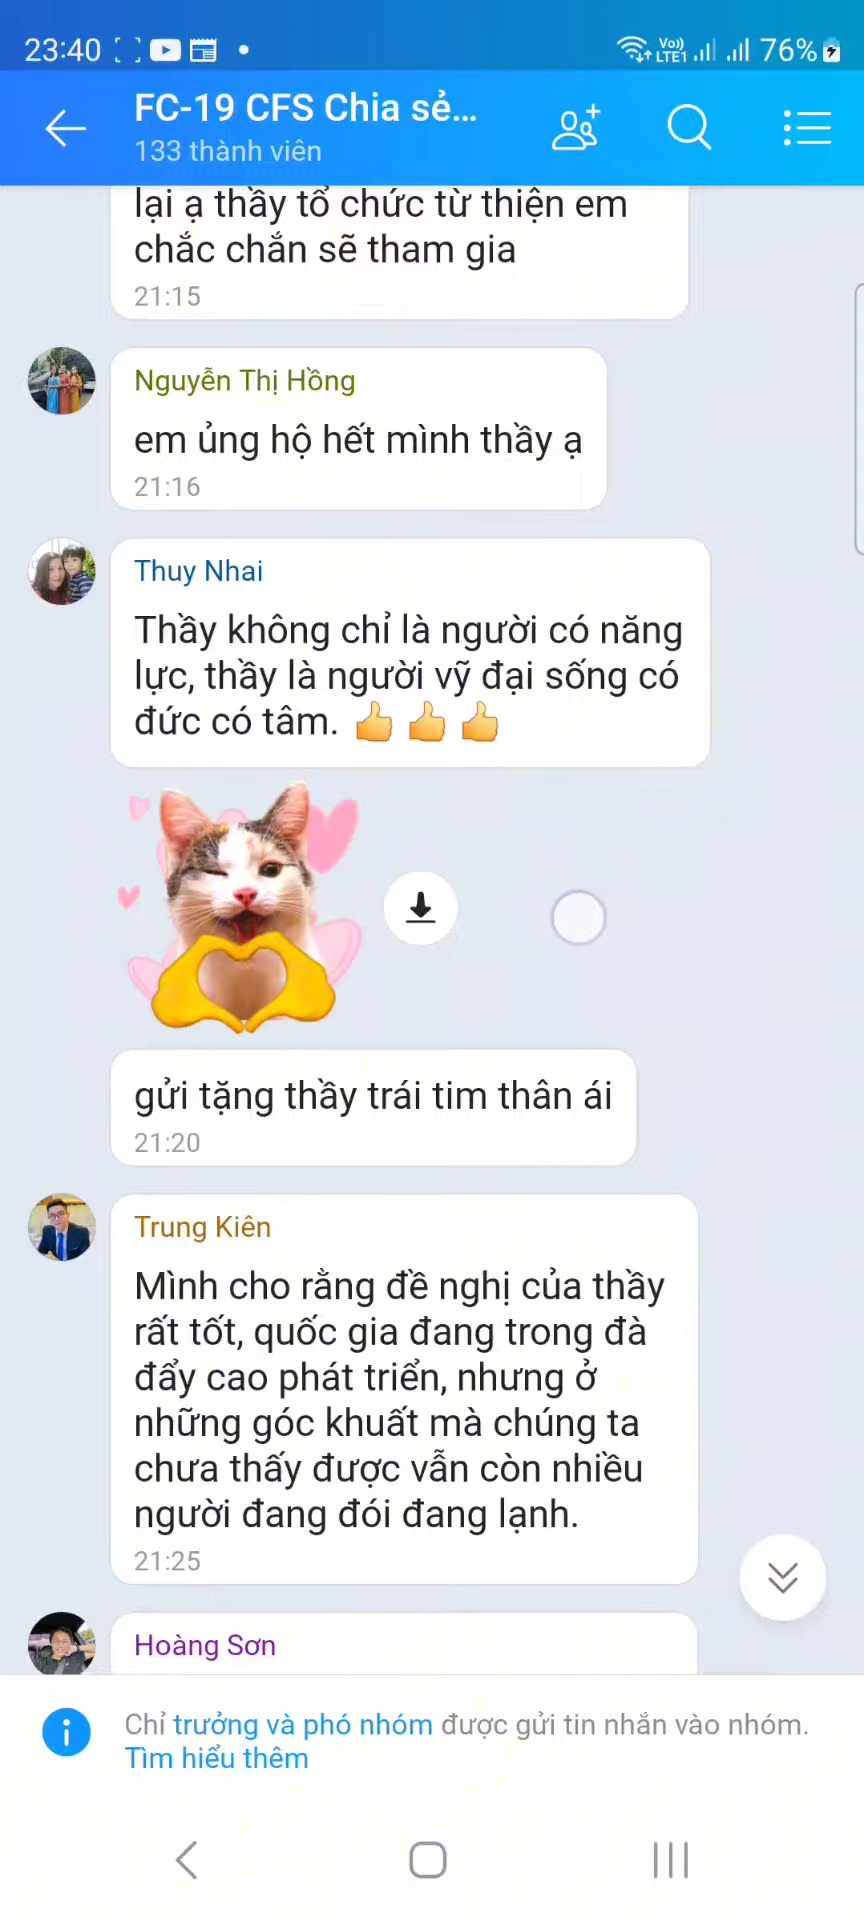 23:40
Vo)) LTE1 76%
FC-19 CFS Chia sẻ...
133 thành viên
lại ạ thầy tổ chức từ thiện em
chắc chắn sẽ tham gia
21:15
Nguyễn Thị Hồng
em ủng hộ hết mình thầy ạ
21:16
Thuy Nhai
Thầy không chỉ là người có năng
lực, thầy là người vỹ đại sống có
đức có tâm. 👍👍👍
gửi tặng thầy trái tim thân ái
21:20
Trung Kiên
Mình cho rằng đề nghị của thầy
rất tốt, quốc gia đang trong đà
đẩy cao phát triển, nhưng ở
những góc khuất mà chúng ta
chưa thấy được vẫn còn nhiều
người đang đói đang lạnh.
21:25
Hoàng Sơn
Chỉ trưởng và phó nhóm được gửi tin nhắn vào nhóm.
Tìm hiểu thêm